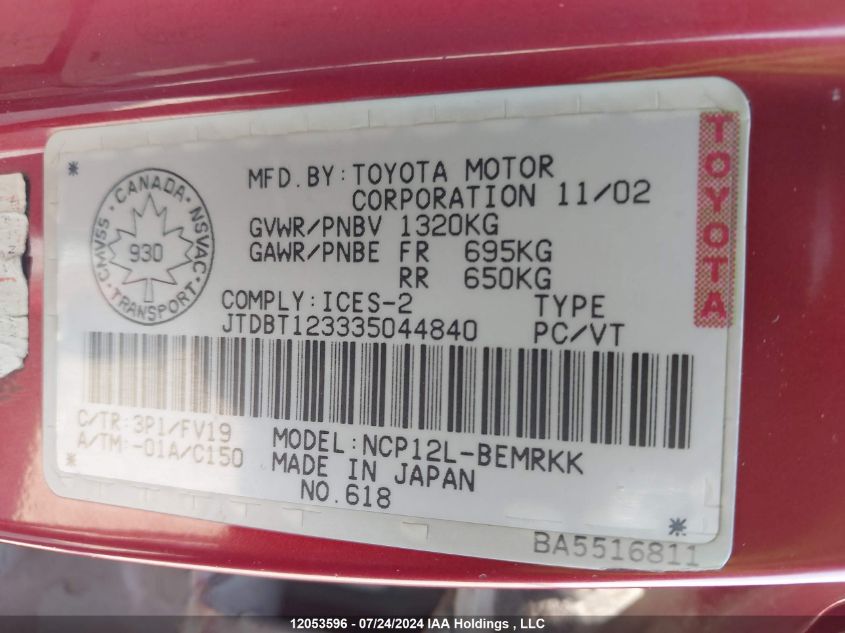 MFD.BY:TOYOTA MOTOR
CORPORATION 11/02
GVWR/PNBV 1320KG
GAWR/PNBE FR 695KG
RR 650KG
CANADA · NSVAC · TRANSPORT · CMVSS
930
TOYOTA
COMPLY:ICES-2 TYPE
JTDBT123335044840 PC/VT
C/TR:3P1/FV19
A/TM:-01A/C150
MODEL:NCP12L-BEMRKK
MADE IN JAPAN
NO.618
BA5516811
12053596 - 07/24/2024 IAA Holdings , LLC